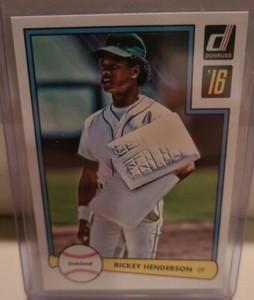 DONRUSS
'16
Oakland
RICKEY HENDERSON OF